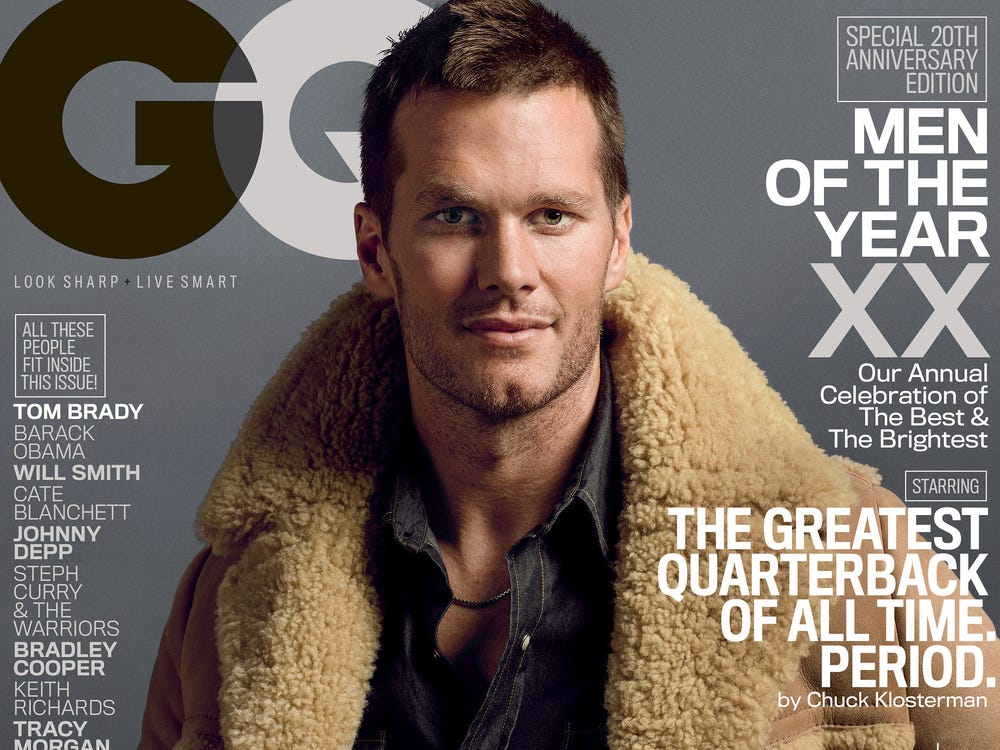 GQ
LOOK SHARP + LIVE SMART
ALL THESE
PEOPLE
FIT INSIDE
THIS ISSUE!
TOM BRADY
BARACK
OBAMA
WILL SMITH
CATE
BLANCHETT
JOHNNY
DEPP
STEPH
CURRY
& THE
WARRIORS
BRADLEY
COOPER
KEITH
RICHARDS
TRACY
MORGAN
SPECIAL 20TH
ANNIVERSARY
EDITION
MEN
OF THE
YEAR
XX
Our Annual
Celebration of
The Best &
The Brightest
STARRING
THE GREATEST
QUARTERBACK
OF ALL TIME.
PERIOD.
by Chuck Klosterman